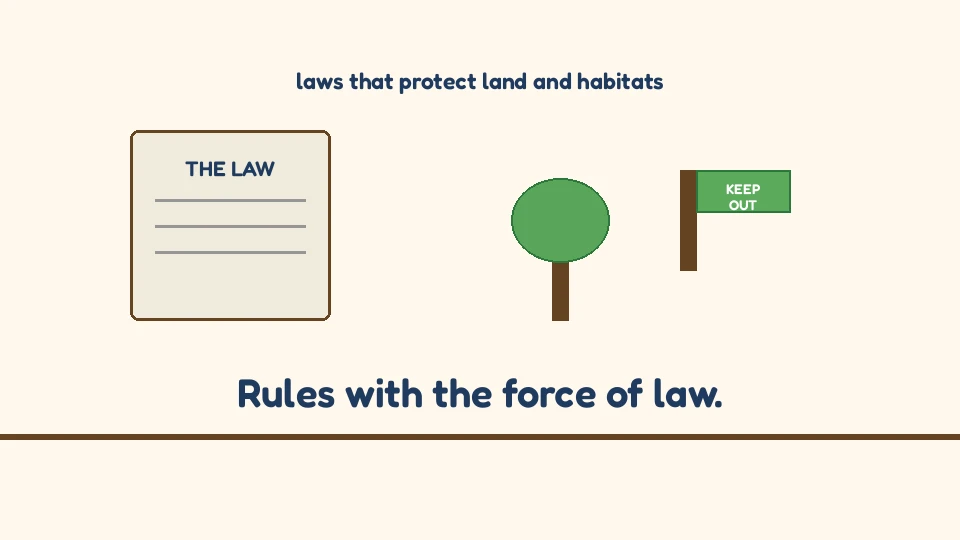 laws that protect land and habitats
THE LAW
KEEP
OUT
Rules with the force of law.